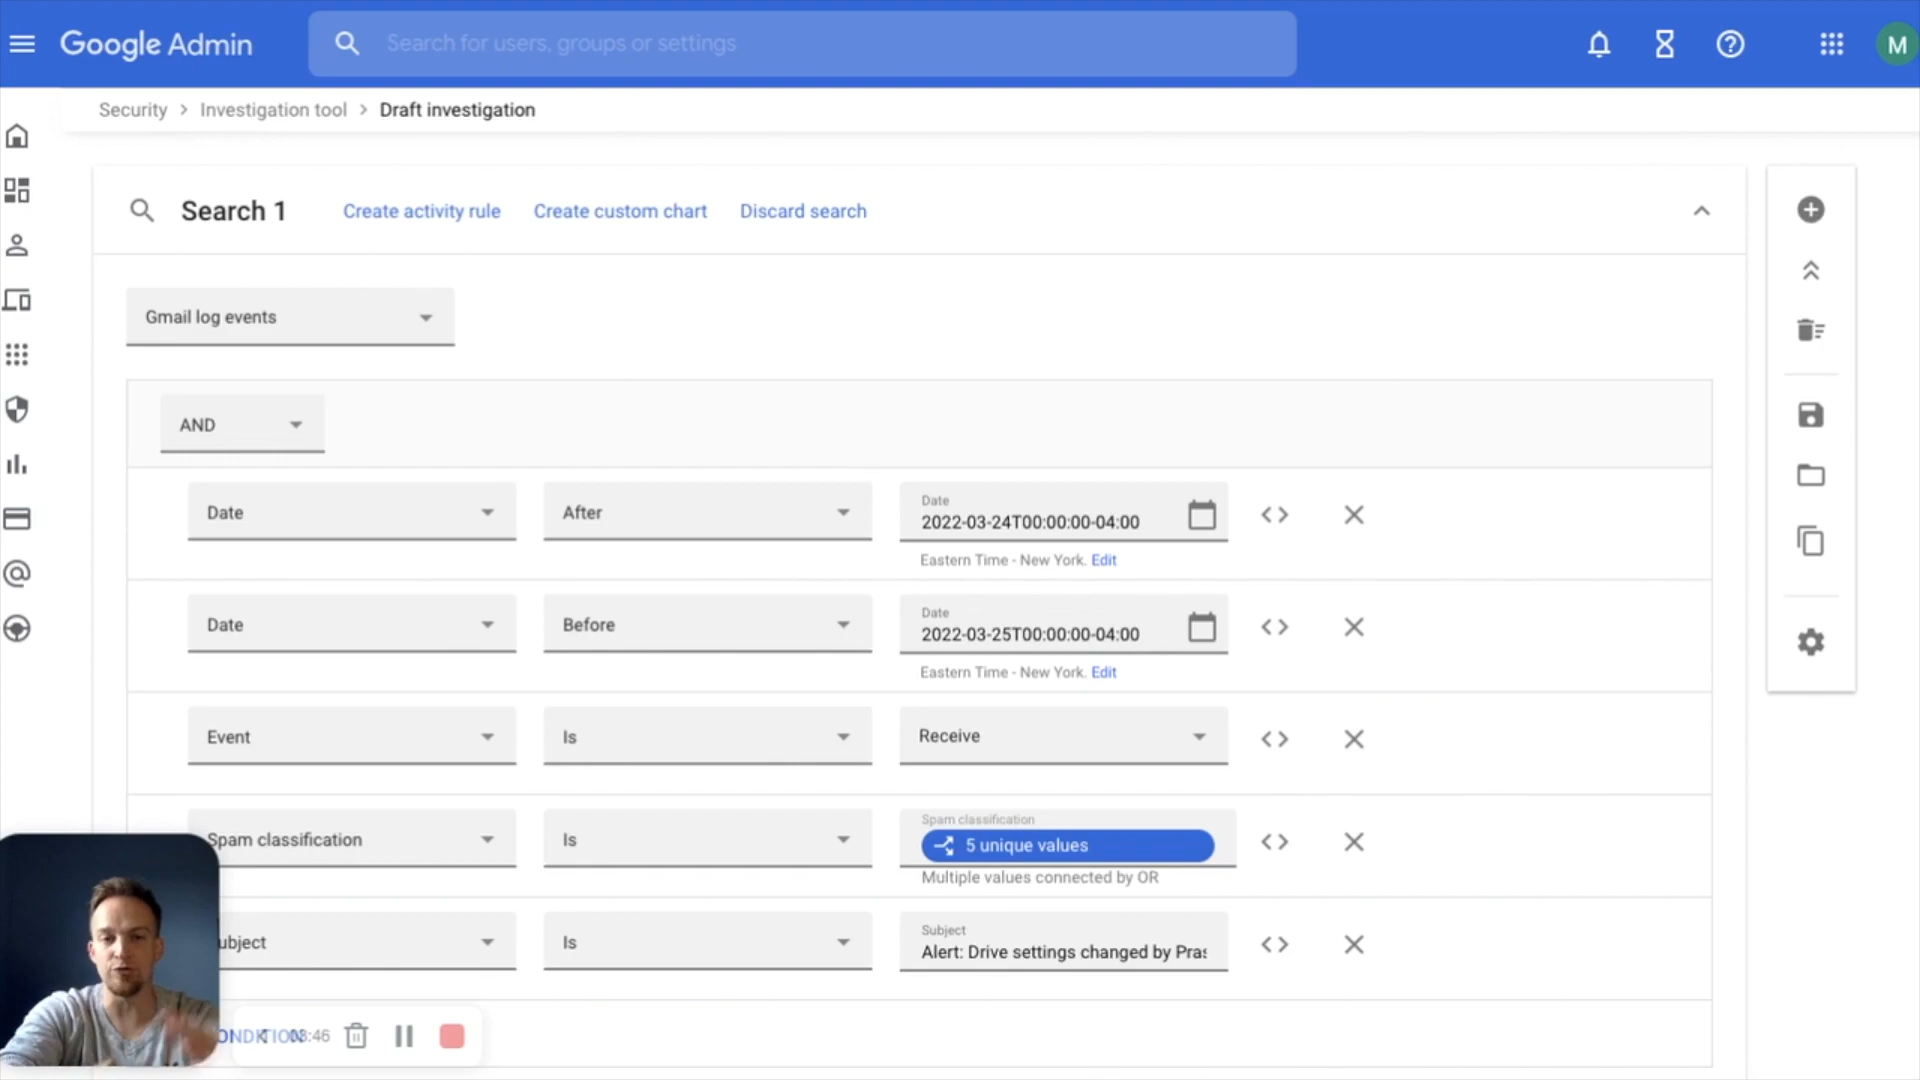 Google Admin
Search for users, groups or settings
M
Security > Investigation tool > Draft investigation
Search 1
Create activity rule
Create custom chart
Discard search
Gmail log events
AND
Date
After
Date
2022-03-24T00:00:00-04:00
Eastern Time - New York. Edit
Date
Before
Date
2022-03-25T00:00:00-04:00
Eastern Time - New York. Edit
Event
Is
Receive
Spam classification
Is
Spam classification
5 unique values
Multiple values connected by OR
ubject
Is
Subject
Alert: Drive settings changed by Pras